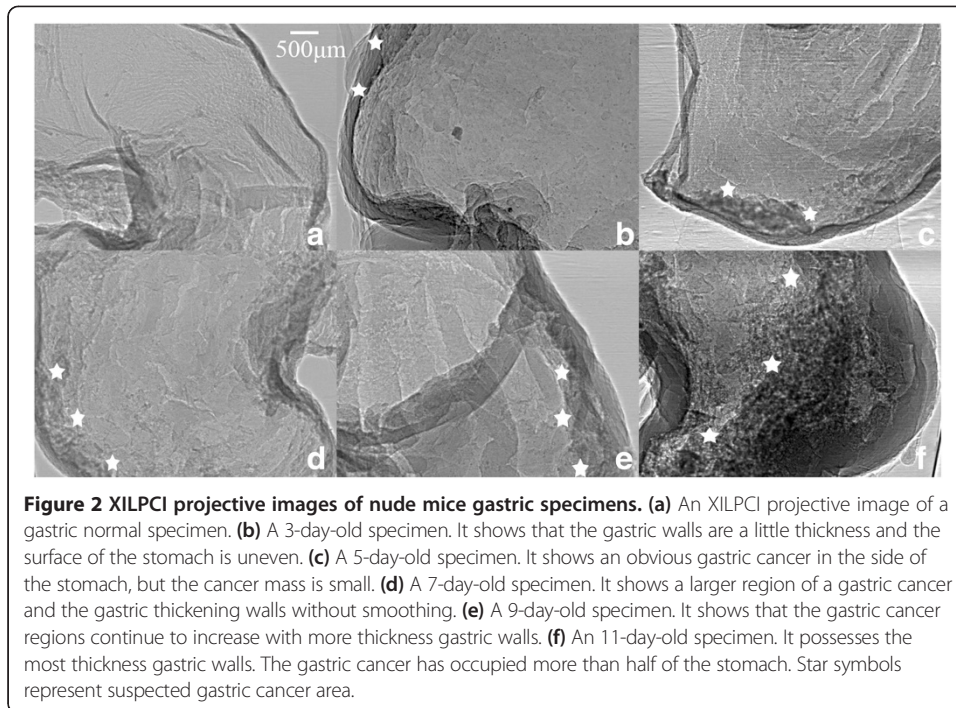 500μm
a
b
c
d
e
f
Figure 2 XILPCI projective images of nude mice gastric specimens. (a) An XILPCI projective image of a
gastric normal specimen. (b) A 3-day-old specimen. It shows that the gastric walls are a little thickness and the
surface of the stomach is uneven. (c) A 5-day-old specimen. It shows an obvious gastric cancer in the side of
the stomach, but the cancer mass is small. (d) A 7-day-old specimen. It shows a larger region of a gastric cancer
and the gastric thickening walls without smoothing. (e) A 9-day-old specimen. It shows that the gastric cancer
regions continue to increase with more thickness gastric walls. (f) An 11-day-old specimen. It possesses the
most thickness gastric walls. The gastric cancer has occupied more than half of the stomach. Star symbols
represent suspected gastric cancer area.